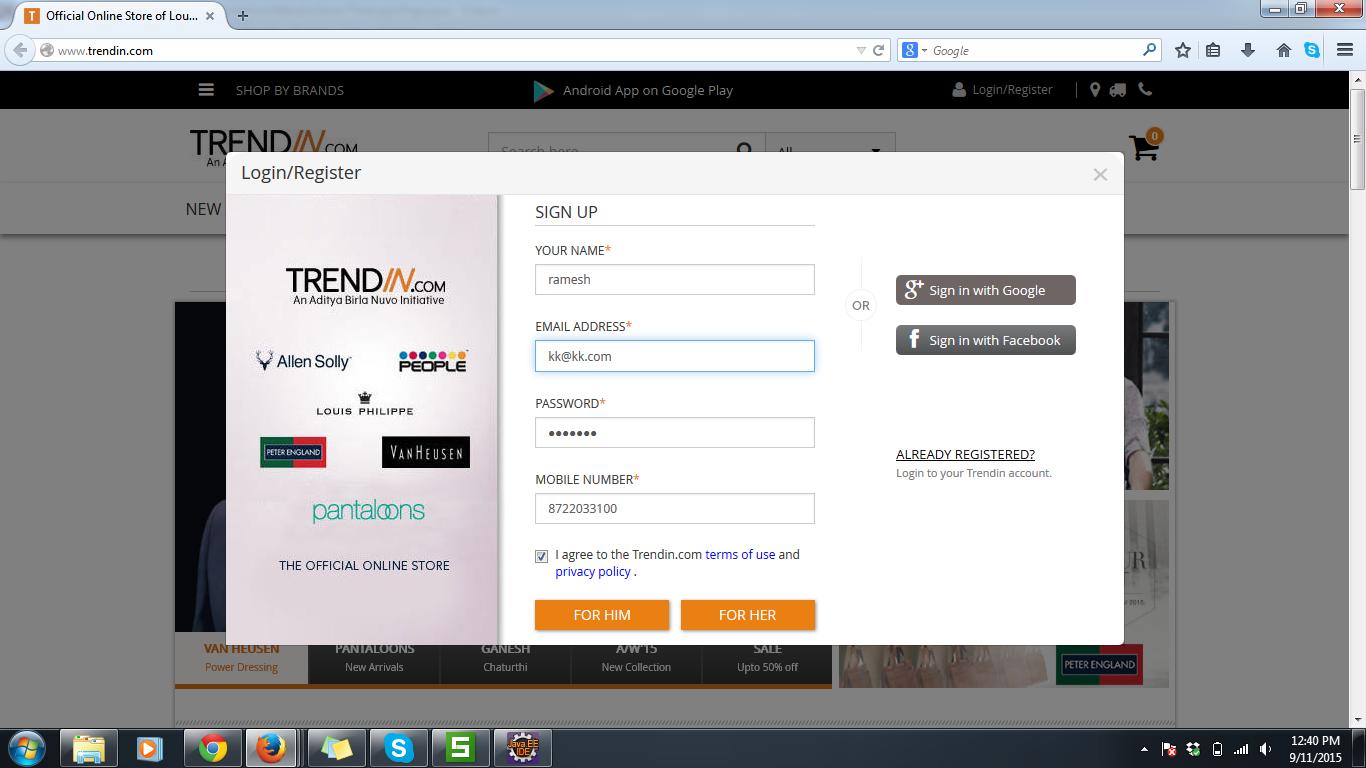 Official Online Store of Lou...
www.trendin.com
Google
SHOP BY BRANDS
Android App on Google Play
Login/Register
TRENDIN.COM
An A
Search here
All
0
NEW
Login/Register
TRENDIN.COM
An Aditya Birla Nuvo Initiative
Allen Solly
PEOPLE
LOUIS PHILIPPE
PETER ENGLAND
VANHEUSEN
pantaloons
THE OFFICIAL ONLINE STORE
SIGN UP
YOUR NAME*
ramesh
EMAIL ADDRESS*
kk@kk.com
PASSWORD*
•••••••
MOBILE NUMBER*
8722033100
I agree to the Trendin.com terms of use and
privacy policy .
FOR HIM
FOR HER
OR
g+ Sign in with Google
f Sign in with Facebook
ALREADY REGISTERED?
Login to your Trendin account.
VAN HEUSEN
Power Dressing
PANTALOONS
New Arrivals
GANESH
Chaturthi
A/W'15
New Collection
SALE
Upto 50% off
PETER ENGLAND
Java EE
IDE
12:40 PM
9/11/2015